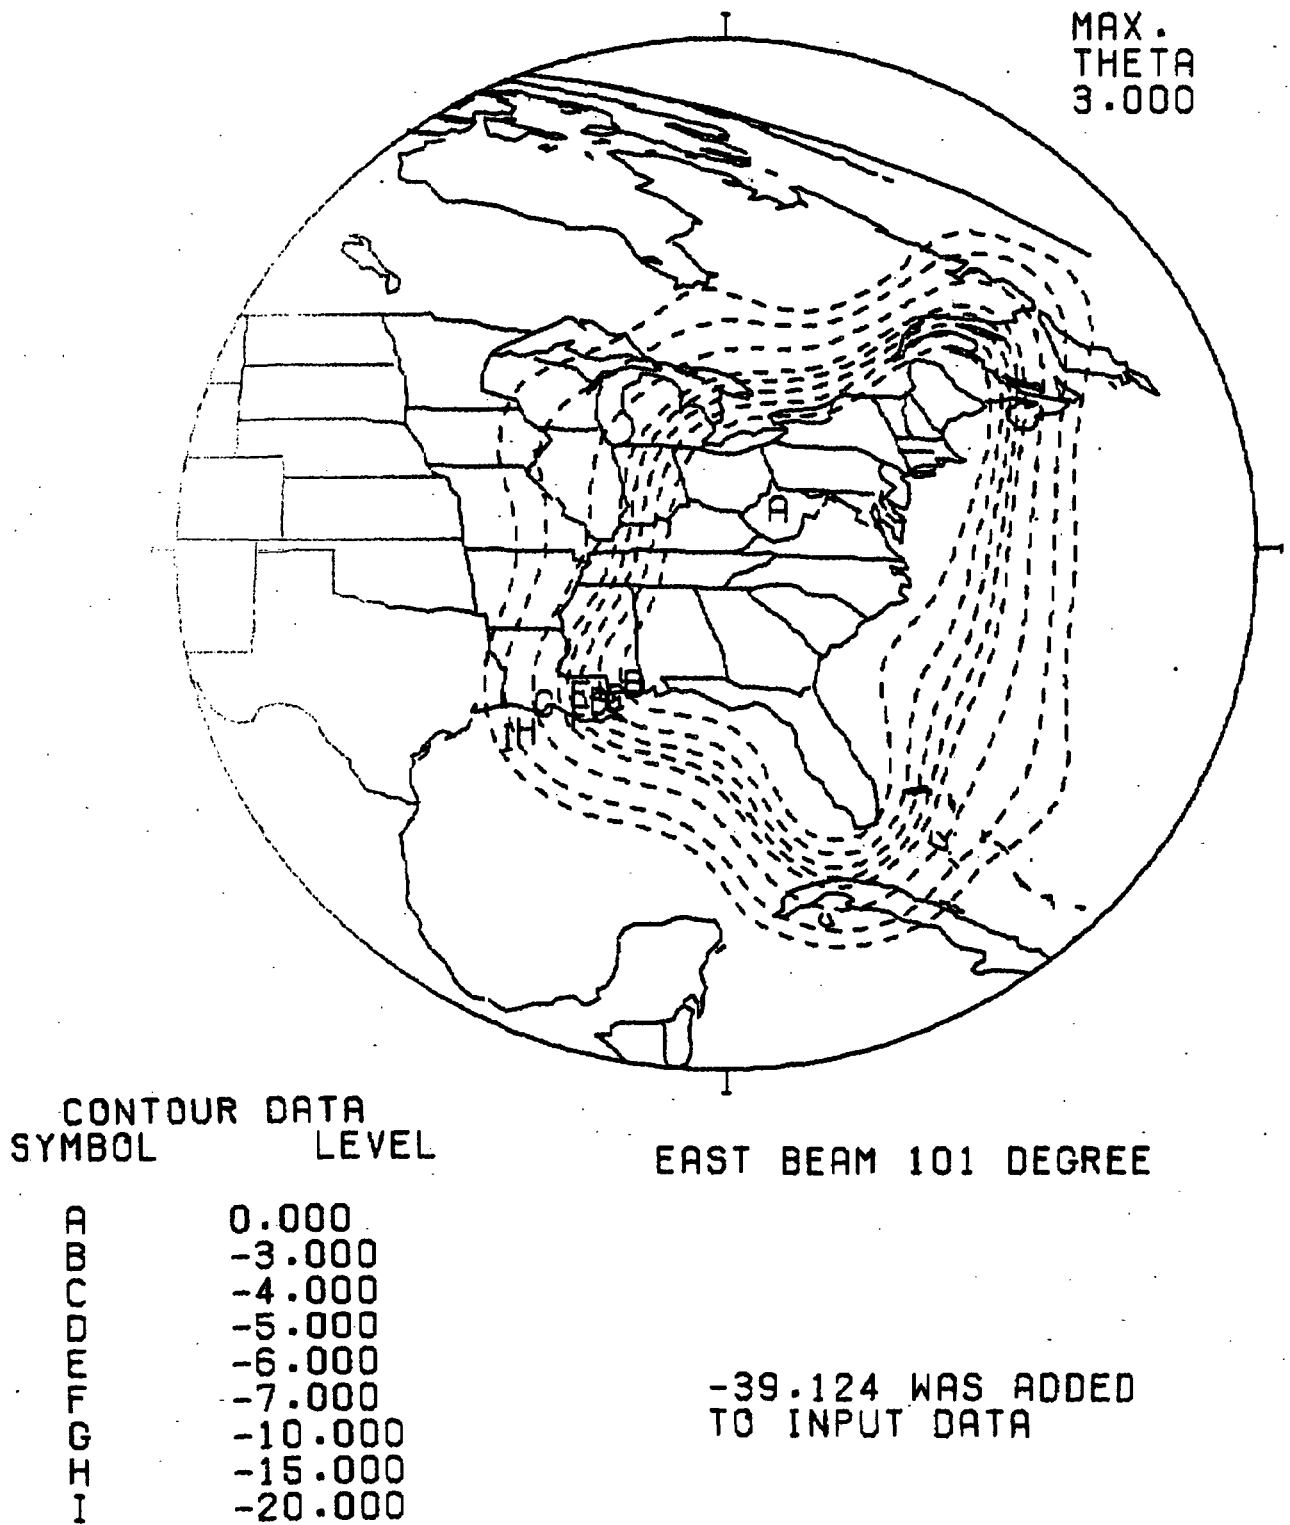 MAX.
THETA
3.000
A
B
C
E
I
H
CONTOUR DATA
SYMBOL LEVEL
EAST BEAM 101 DEGREE
A 0.000
B -3.000
C -4.000
D -5.000
E -6.000
F -7.000
G -10.000
H -15.000
I -20.000
-39.124 WAS ADDED
TO INPUT DATA